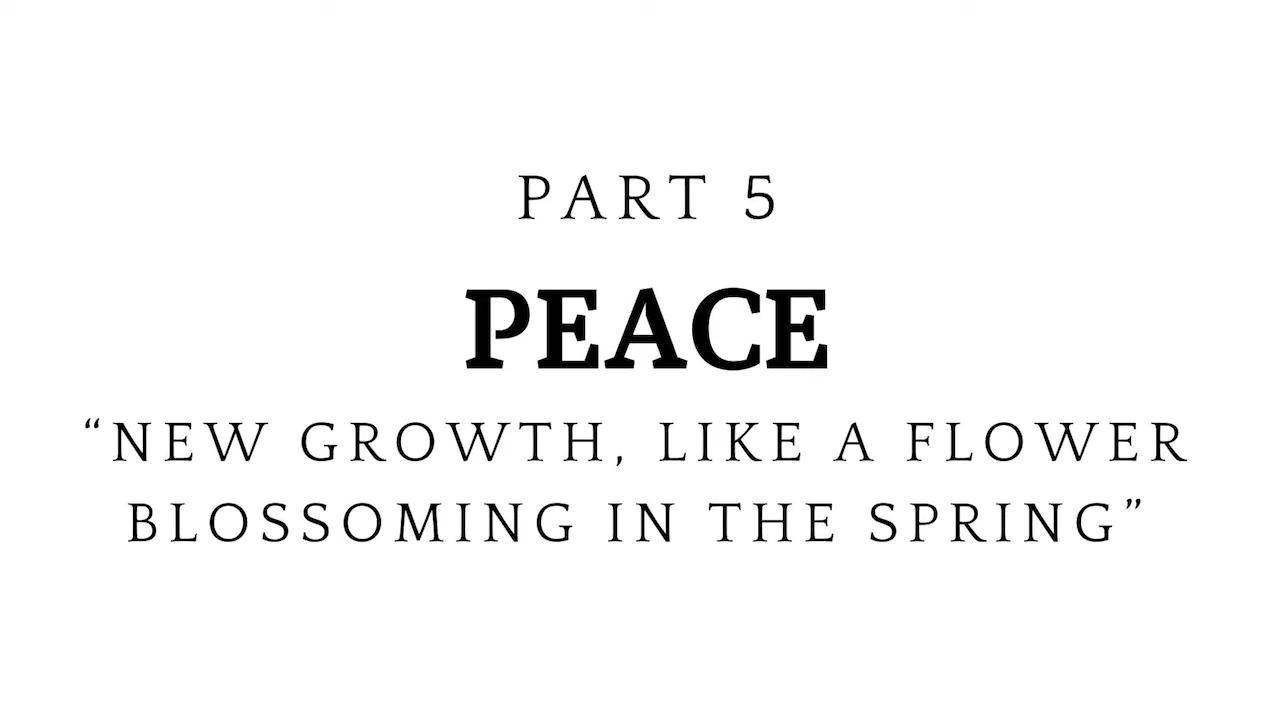 PART 5
PEACE
“NEW GROWTH, LIKE A FLOWER
BLOSSOMING IN THE SPRING”